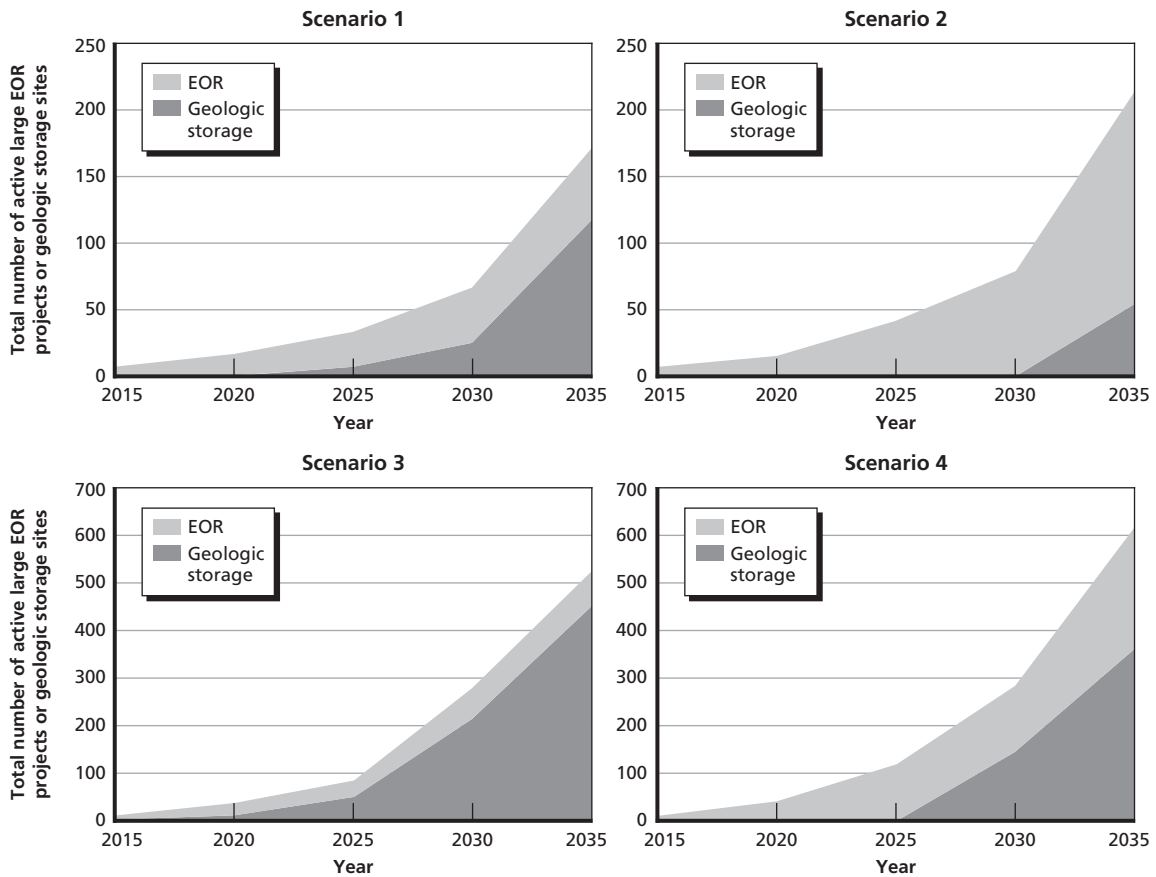 Scenario 1
Total number of active large EOR
projects or geologic storage sites
250
200
150
100
50
0
EOR
Geologic
storage
2015 2020 2025 2030 2035
Year
Scenario 2
250
200
150
100
50
0
EOR
Geologic
storage
2015 2020 2025 2030 2035
Year
Scenario 3
Total number of active large EOR
projects or geologic storage sites
700
600
500
400
300
200
100
0
EOR
Geologic
storage
2015 2020 2025 2030 2035
Year
Scenario 4
700
600
500
400
300
200
100
0
EOR
Geologic
storage
2015 2020 2025 2030 2035
Year